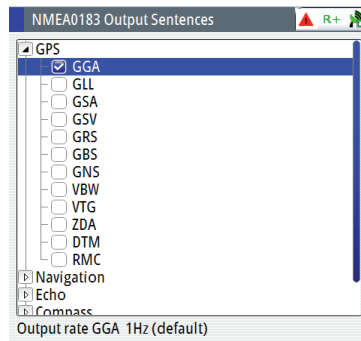 NMEA0183 Output Sentences R+
GPS
GGA
GLL
GSA
GSV
GRS
GBS
GNS
VBW
VTG
ZDA
DTM
RMC
Navigation
Echo
Compass
Output rate GGA 1Hz (default)